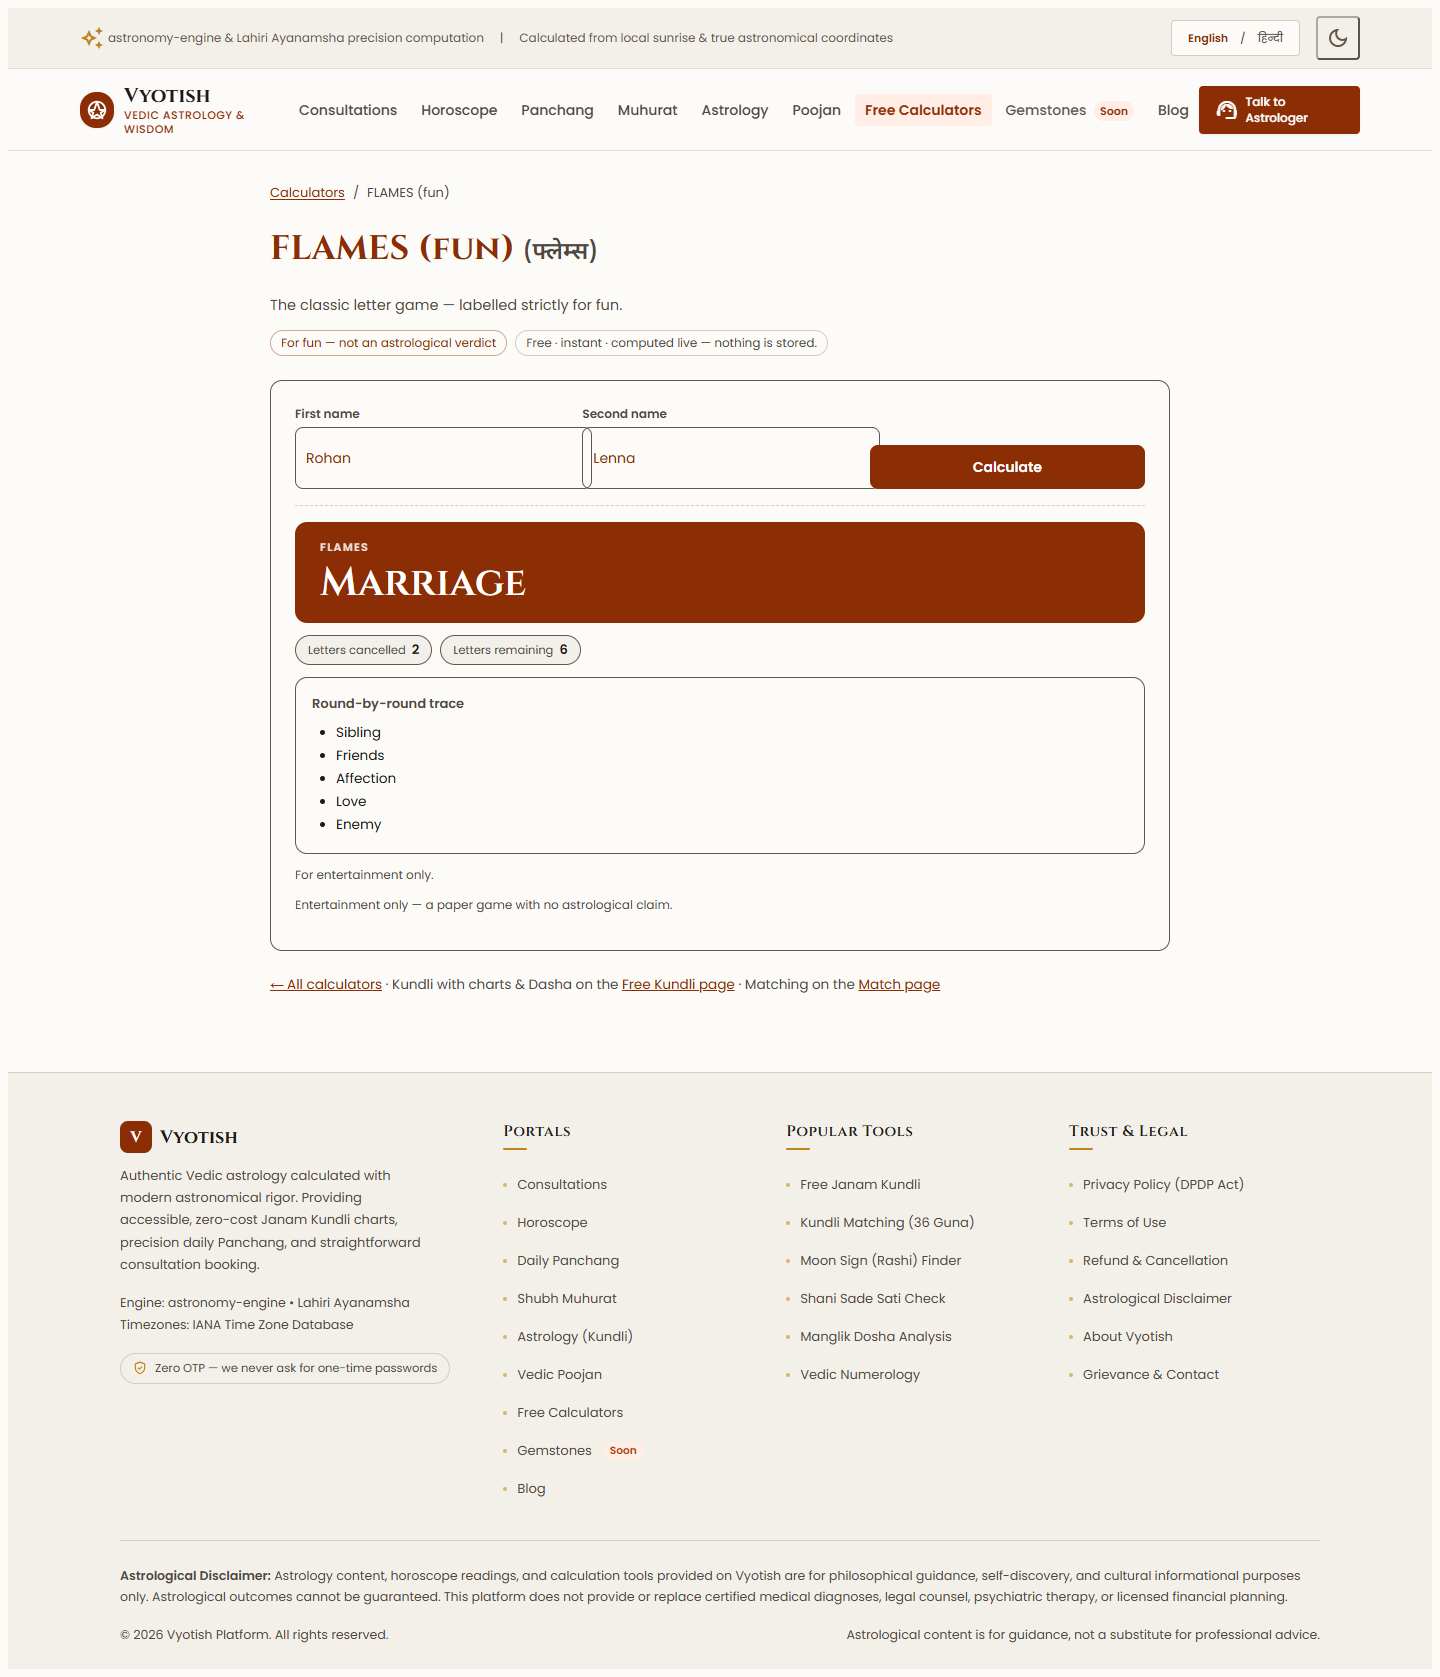 astronomy-engine & Lahiri Ayanamsha precision computation | Calculated from local sunrise & true astronomical coordinates
English / हिन्दी
Vyotish
VEDIC ASTROLOGY &
WISDOM
Consultations Horoscope Panchang Muhurat Astrology Poojan Free Calculators Gemstones Soon Blog
Talk to
Astrologer
Calculators / FLAMES (fun)
FLAMES (fun) (फ्लेम्स)
The classic letter game — labelled strictly for fun.
For fun — not an astrological verdict
Free · instant · computed live — nothing is stored.
First name Second name
Rohan Lenna
Calculate
FLAMES
Marriage
Letters cancelled 2 Letters remaining 6
Round-by-round trace
• Sibling
• Friends
• Affection
• Love
• Enemy
For entertainment only.
Entertainment only — a paper game with no astrological claim.
← All calculators · Kundli with charts & Dasha on the Free Kundli page · Matching on the Match page
V Vyotish
Authentic Vedic astrology calculated with
modern astronomical rigor. Providing
accessible, zero-cost Janam Kundli charts,
precision daily Panchang, and straightforward
consultation booking.
Engine: astronomy-engine • Lahiri Ayanamsha
Timezones: IANA Time Zone Database
Zero OTP — we never ask for one-time passwords
Portals
Consultations
Horoscope
Daily Panchang
Shubh Muhurat
Astrology (Kundli)
Vedic Poojan
Free Calculators
Gemstones Soon
Blog
Popular Tools
Free Janam Kundli
Kundli Matching (36 Guna)
Moon Sign (Rashi) Finder
Shani Sade Sati Check
Manglik Dosha Analysis
Vedic Numerology
Trust & Legal
Privacy Policy (DPDP Act)
Terms of Use
Refund & Cancellation
Astrological Disclaimer
About Vyotish
Grievance & Contact
Astrological Disclaimer: Astrology content, horoscope readings, and calculation tools provided on Vyotish are for philosophical guidance, self-discovery, and cultural informational purposes
only. Astrological outcomes cannot be guaranteed. This platform does not provide or replace certified medical diagnoses, legal counsel, psychiatric therapy, or licensed financial planning.
© 2026 Vyotish Platform. All rights reserved.
Astrological content is for guidance, not a substitute for professional advice.